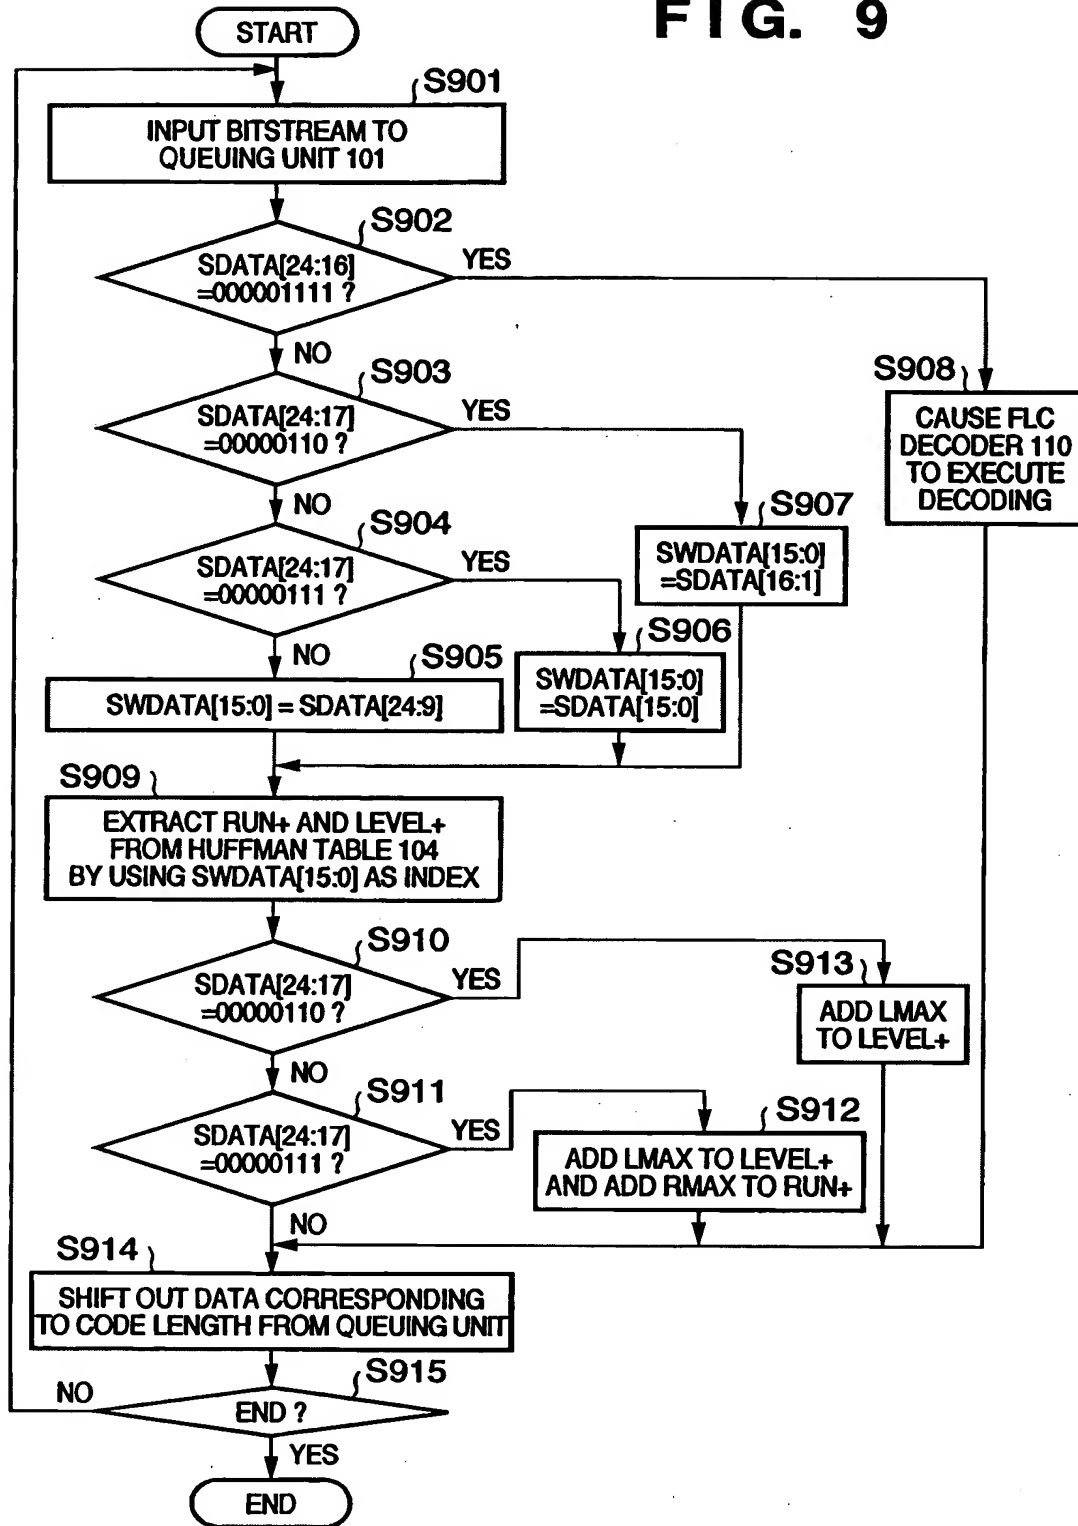 FIG. 9
START
S901
INPUT BITSTREAM TO
QUEUING UNIT 101
S902
SDATA[24:16]
=000001111 ?
YES
NO
S903
SDATA[24:17]
=00000110 ?
YES
NO
S904
SDATA[24:17]
=00000111 ?
YES
NO
S905
SWDATA[15:0] = SDATA[24:9]
S906
SWDATA[15:0]
=SDATA[15:0]
S907
SWDATA[15:0]
=SDATA[16:1]
S908
CAUSE FLC
DECODER 110
TO EXECUTE
DECODING
S909
EXTRACT RUN+ AND LEVEL+
FROM HUFFMAN TABLE 104
BY USING SWDATA[15:0] AS INDEX
S910
SDATA[24:17]
=00000110 ?
YES
NO
S911
SDATA[24:17]
=00000111 ?
YES
NO
S912
ADD LMAX TO LEVEL+
AND ADD RMAX TO RUN+
S913
ADD LMAX
TO LEVEL+
S914
SHIFT OUT DATA CORRESPONDING
TO CODE LENGTH FROM QUEUING UNIT
S915
END ?
NO
YES
END